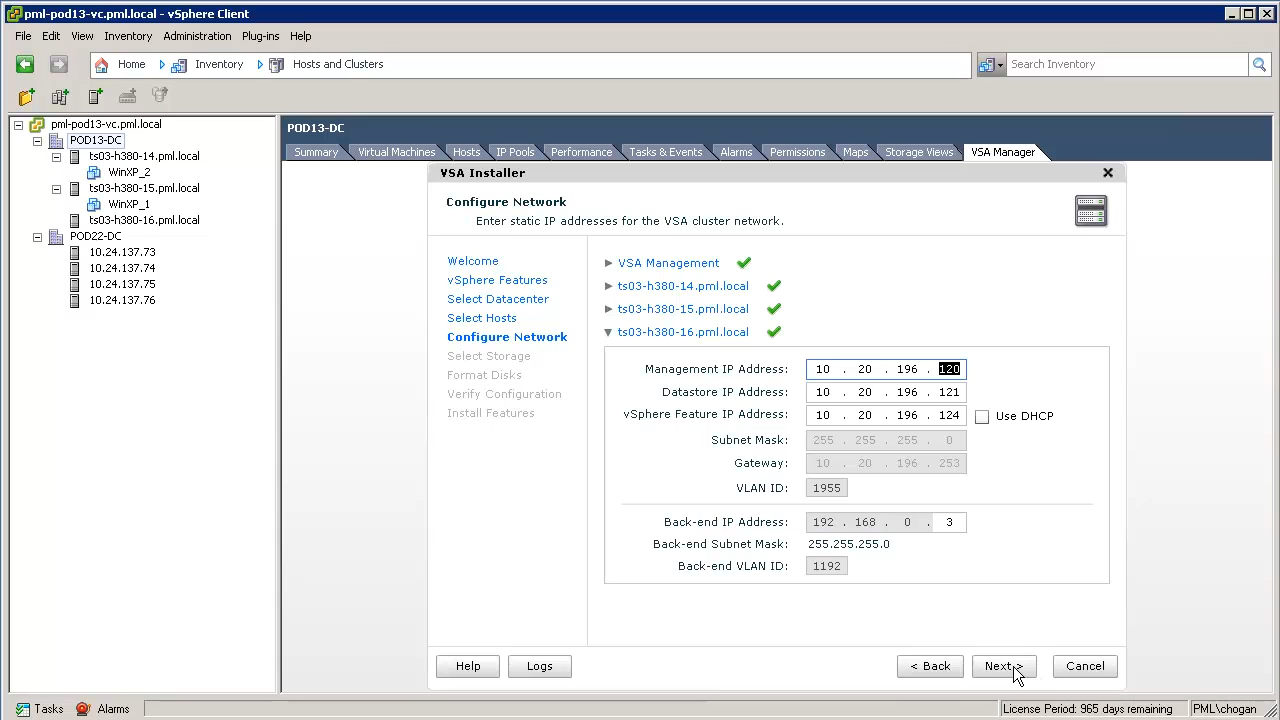 pml-pod13-vc.pml.local - vSphere Client
File Edit View Inventory Administration Plug-ins Help
Home Inventory Hosts and Clusters Search Inventory
pml-pod13-vc.pml.local
POD13-DC
ts03-h380-14.pml.local
WinXP_2
ts03-h380-15.pml.local
WinXP_1
ts03-h380-16.pml.local
POD22-DC
10.24.137.73
10.24.137.74
10.24.137.75
10.24.137.76
POD13-DC
Summary Virtual Machines Hosts IP Pools Performance Tasks & Events Alarms Permissions Maps Storage Views VSA Manager
VSA Installer
Configure Network
Enter static IP addresses for the VSA cluster network.
Welcome
vSphere Features
Select Datacenter
Select Hosts
Configure Network
Select Storage
Format Disks
Verify Configuration
Install Features
VSA Management
ts03-h380-14.pml.local
ts03-h380-15.pml.local
ts03-h380-16.pml.local
Management IP Address: 10 . 20 . 196 . 120
Datastore IP Address: 10 . 20 . 196 . 121
vSphere Feature IP Address: 10 . 20 . 196 . 124 Use DHCP
Subnet Mask: 255 . 255 . 255 . 0
Gateway: 10 . 20 . 196 . 253
VLAN ID: 1955
Back-end IP Address: 192 . 168 . 0 . 3
Back-end Subnet Mask: 255.255.255.0
Back-end VLAN ID: 1192
Help Logs < Back Next > Cancel
Tasks Alarms License Period: 965 days remaining PML\chogan